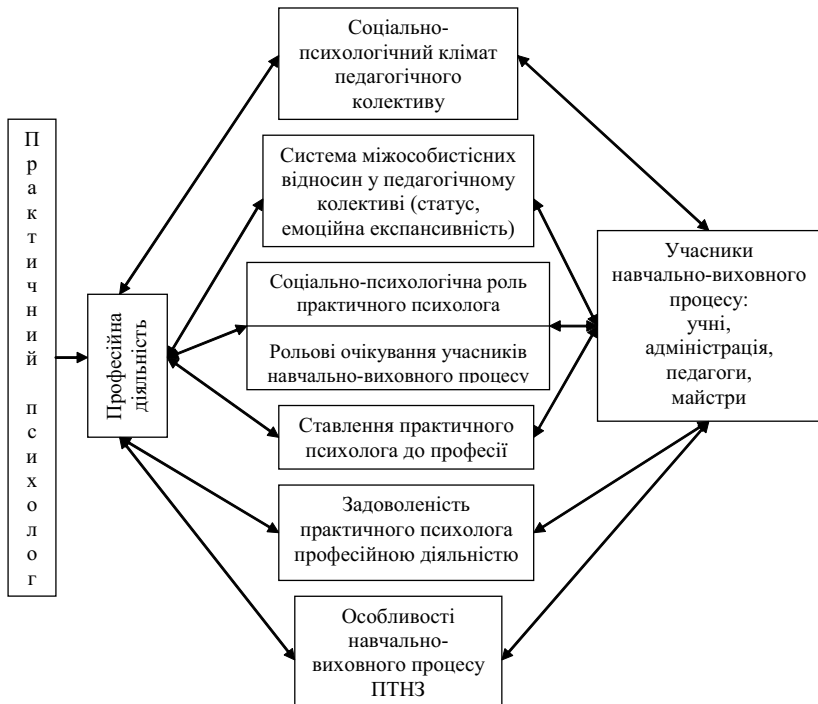 Практичний психолог
Професійна
діяльність
Соціально-
психологічний клімат
педагогічного
колективу
Система міжособистісних
відносин у педагогічному
колективі (статус,
емоційна експансивність)
Соціально-психологічна роль
практичного психолога
Рольові очікування учасників
навчально-виховного процесу
Ставлення практичного
психолога до професії
Задоволеність
практичного психолога
професійною діяльністю
Особливості
навчально-
виховного процесу
ПТНЗ
Учасники
навчально-виховного
процесу:
учні,
адміністрація,
педагоги,
майстри